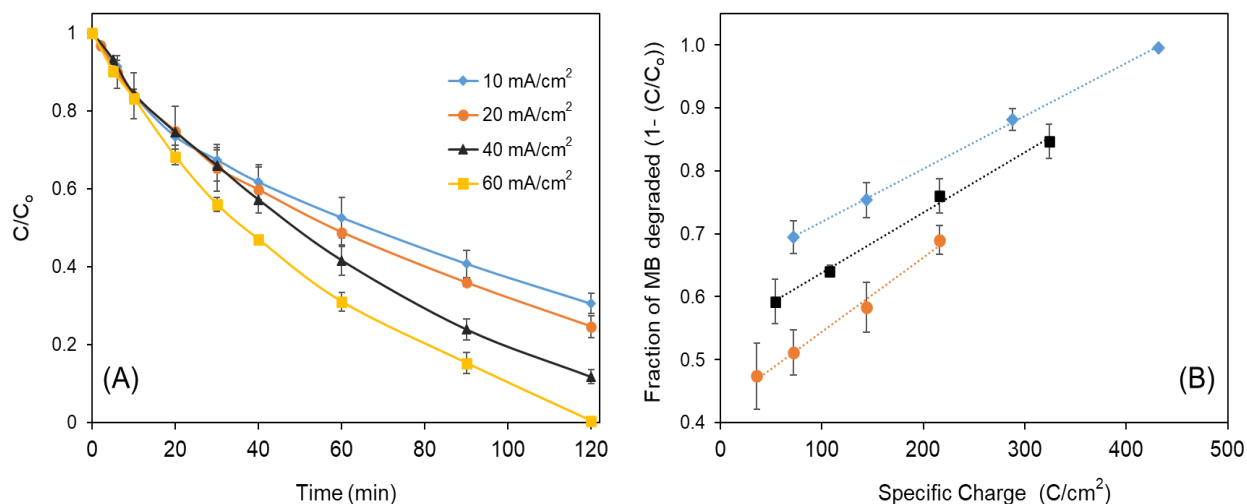 1
0.8
0.6
0.4
0.2
0
0
20
40
60
80
100
120
C/Cₒ
Time (min)
10 mA/cm²
20 mA/cm²
40 mA/cm²
60 mA/cm²
(A)
1.0
0.9
0.8
0.7
0.6
0.5
0.4
0
100
200
300
400
500
Fraction of MB degraded (1- (C/Cₒ))
Specific Charge (C/cm²)
(B)